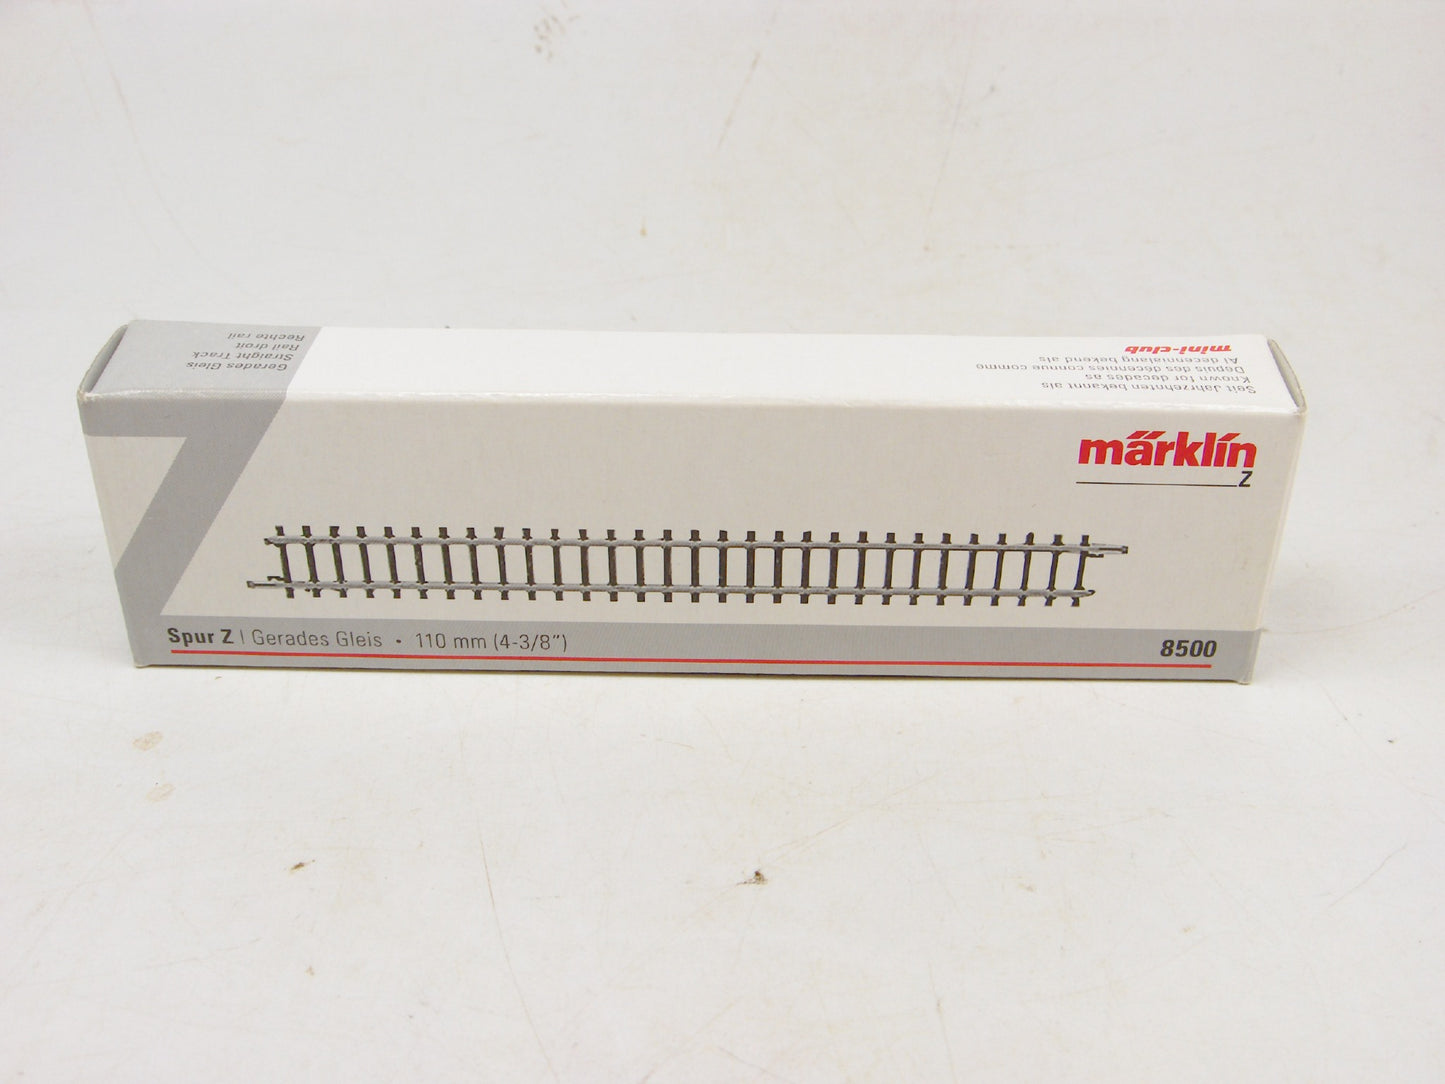 Gerades Gleis
Straight Track
Rail droit
Rechte rail
Seit Jahrzehnten bekannt als
Known for decades as
Depuis des décennies connue comme
Al decennialang bekend als
mini-club
märklin
Z
Z
Spur Z | Gerades Gleis • 110 mm (4-3/8")
8500